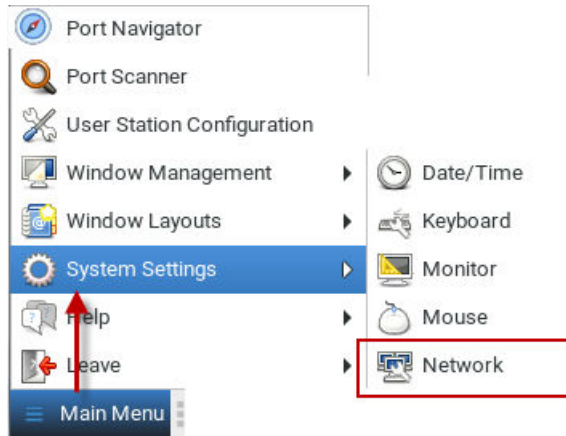 Port Navigator
Port Scanner
User Station Configuration
Window Management
Window Layouts
System Settings
Help
Leave
Main Menu
Date/Time
Keyboard
Monitor
Mouse
Network